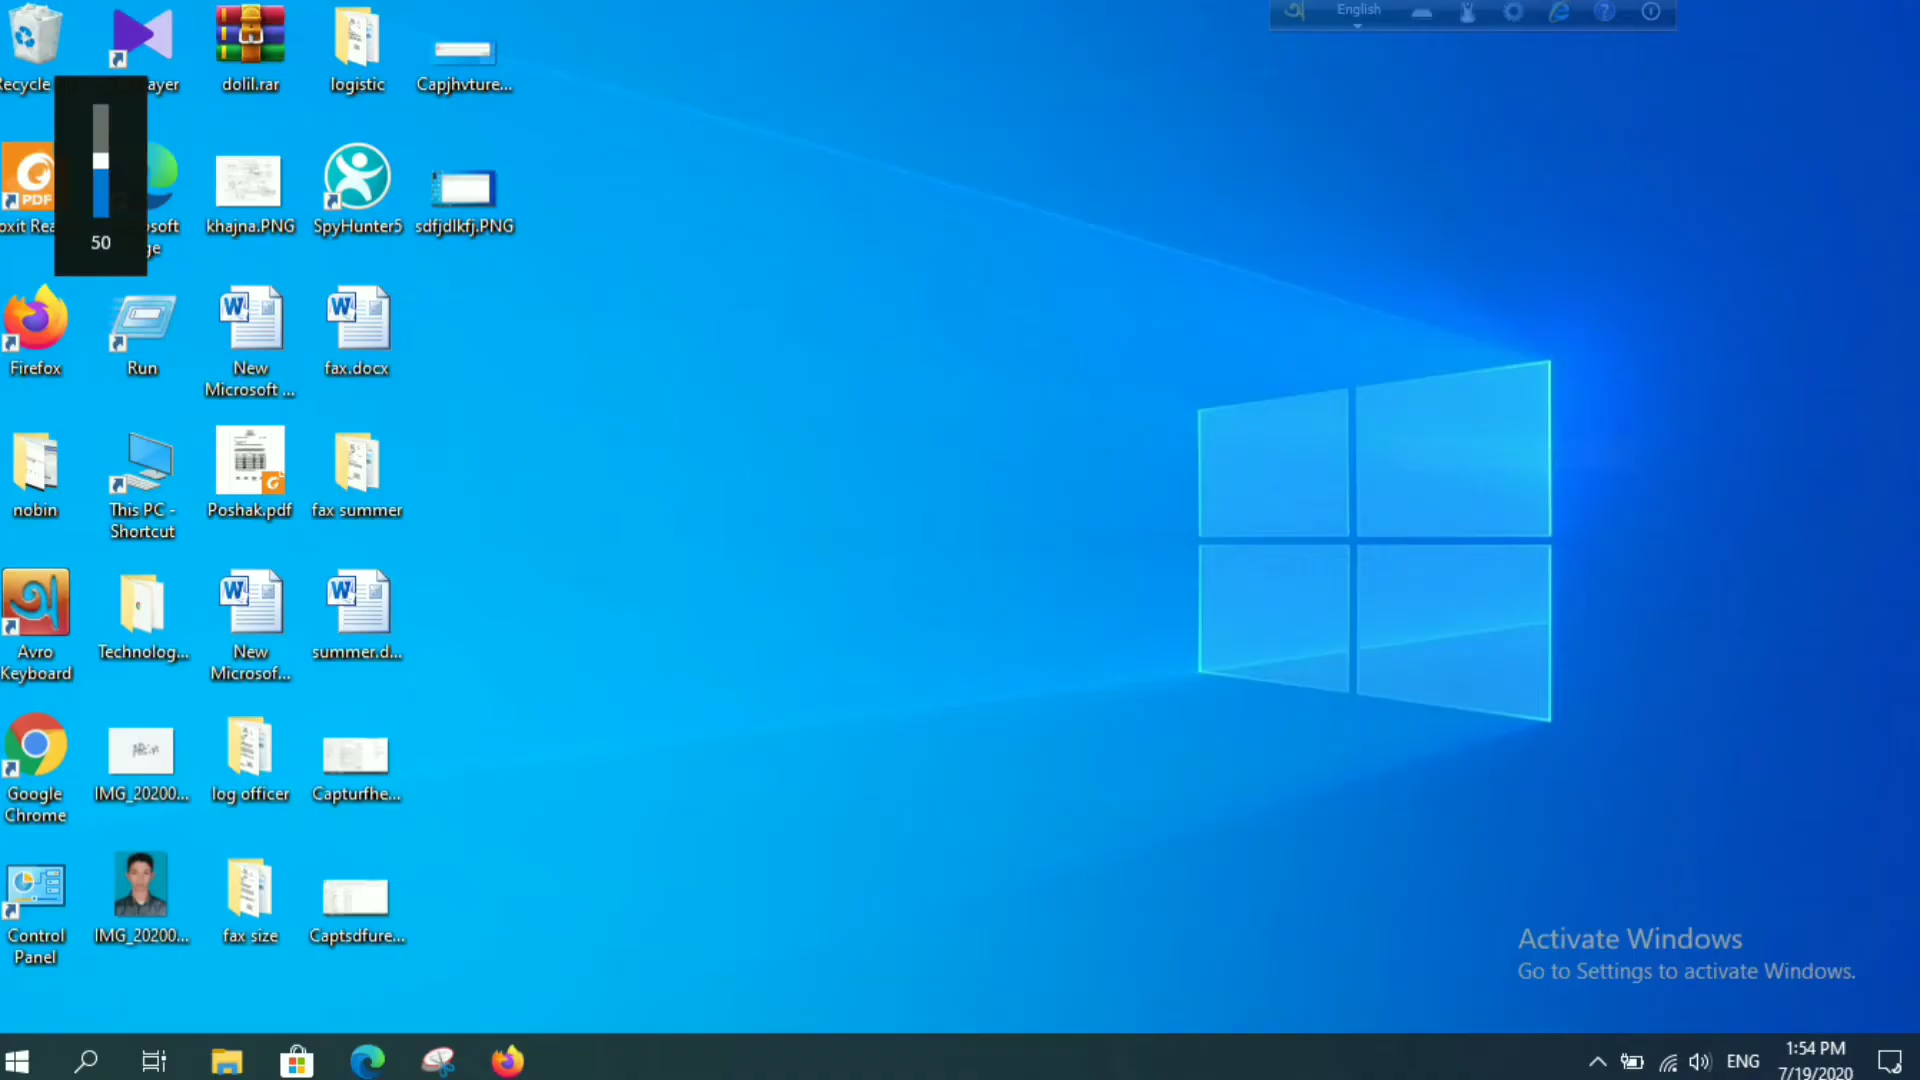 English
Recycle
ayer
dolil.rar
logistic
Capjhvture...
PDF
oxit Rea
soft
ge
khajna.PNG
SpyHunter5
sdfjdlkfj.PNG
50
Firefox
Run
New
Microsoft ...
fax.docx
nobin
This PC -
Shortcut
Poshak.pdf
fax summer
Avro
Keyboard
Technolog...
New
Microsof...
summer.d...
Google
Chrome
IMG_20200...
log officer
Capturfhe...
Control
Panel
IMG_20200...
fax size
Captsdfure...
Activate Windows
Go to Settings to activate Windows.
ENG
1:54 PM
7/19/2020